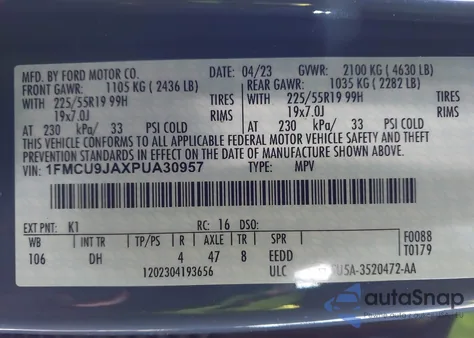 MFD. BY FORD MOTOR CO.
DATE: 04/23 GVWR: 2100 KG (4630 LB)
FRONT GAWR: 1105 KG (2436 LB) REAR GAWR: 1035 KG (2282 LB)
WITH 225/55R19 99H TIRES WITH 225/55R19 99H TIRES
19x7.0J RIMS 19x7.0J RIMS
AT 230 kPa/ 33 PSI COLD AT 230 kPa/ 33 PSI COLD
THIS VEHICLE CONFORMS TO ALL APPLICABLE FEDERAL MOTOR VEHICLE SAFETY AND THEFT
PREVENTION STANDARDS IN EFFECT ON THE DATE OF MANUFACTURE SHOWN ABOVE.
VIN: 1FMCU9JAXPUA30957 TYPE: MPV
EXT PNT: K1 RC: 16 DSO: F0088
WB INT TR TP/PS R AXLE TR SPR T0179
106 DH 4 47 8 EEDD
1202304193656 ULC U5A-3520472-AA
autaSnap